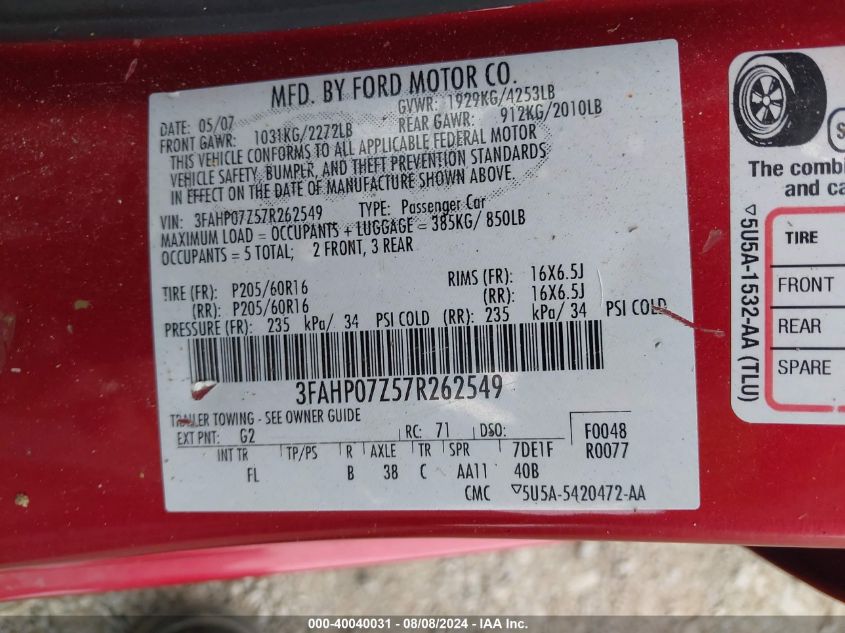 MFD. BY FORD MOTOR CO.
DATE: 05/07 GVWR: 1929KG/4253LB
FRONT GAWR: 1031KG/2272LB REAR GAWR: 912KG/2010LB
THIS VEHICLE CONFORMS TO ALL APPLICABLE FEDERAL MOTOR
VEHICLE SAFETY, BUMPER, AND THEFT PREVENTION STANDARDS
IN EFFECT ON THE DATE OF MANUFACTURE SHOWN ABOVE.
VIN: 3FAHP07Z57R262549 TYPE: Passenger Car
MAXIMUM LOAD = OCCUPANTS + LUGGAGE = 385KG/ 850LB
OCCUPANTS = 5 TOTAL; 2 FRONT, 3 REAR
TIRE (FR): P205/60R16 RIMS (FR): 16X6.5J
(RR): P205/60R16 (RR): 16X6.5J
PRESSURE (FR): 235 kPa/ 34 PSI COLD (RR): 235 kPa/ 34 PSI COLD
3FAHP07Z57R262549
TRAILER TOWING - SEE OWNER GUIDE
EXT PNT: G2 RC: 71 DSO: F0048
INT TR TP/PS R AXLE TR SPR 7DE1F R0077
FL B 38 C AA11 40B
CMC ▽5U5A-5420472-AA
The combi
and ca
▽5U5A-1532-AA (TLU)
TIRE
FRONT
REAR
SPARE
000-40040031 - 08/08/2024 - IAA Inc.